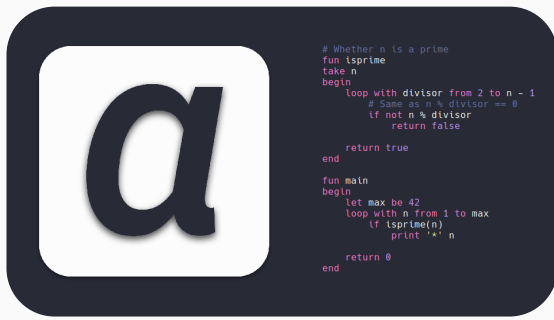 a
# Whether n is a prime
fun isprime
take n
begin
    loop with divisor from 2 to n - 1
        # Same as n % divisor == 0
        if not n % divisor
            return false

    return true
end

fun main
begin
    let max be 42
    loop with n from 1 to max
        if isprime(n)
            print '*' n

    return 0
end